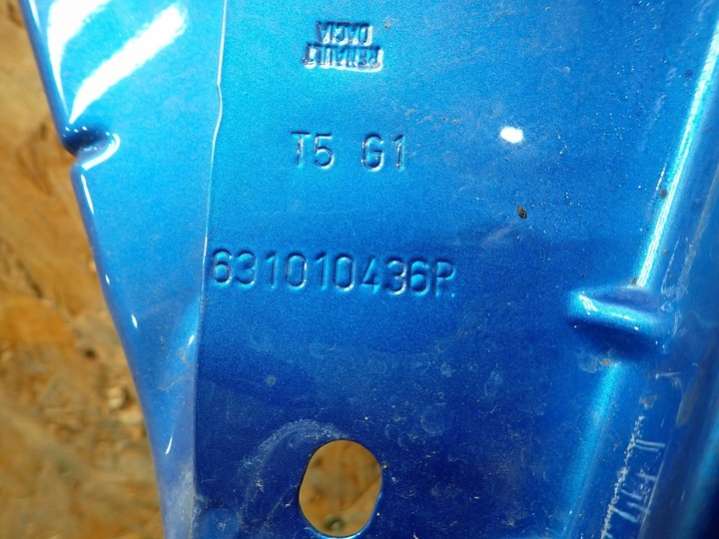 RENAULT
DACIA
T5 G1
631010436R